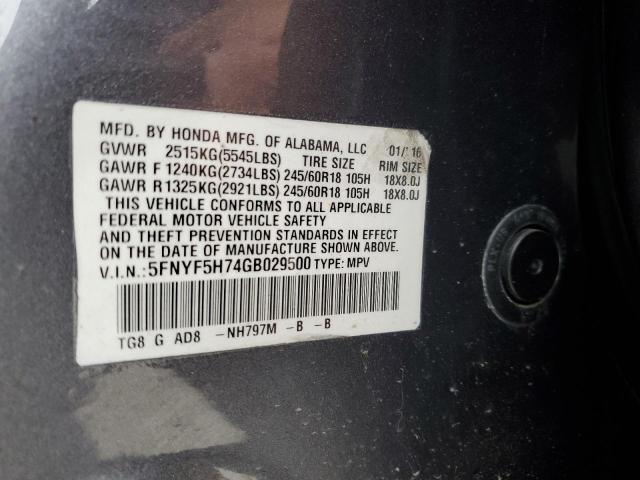 MFD. BY HONDA MFG. OF ALABAMA, LLC 01/16
GVWR 2515KG(5545LBS) TIRE SIZE RIM SIZE
GAWR F 1240KG(2734LBS) 245/60R18 105H 18X8.0J
GAWR R 1325KG(2921LBS) 245/60R18 105H 18X8.0J
THIS VEHICLE CONFORMS TO ALL APPLICABLE
FEDERAL MOTOR VEHICLE SAFETY
AND THEFT PREVENTION STANDARDS IN EFFECT
ON THE DATE OF MANUFACTURE SHOWN ABOVE.
V.I.N.: 5FNYF5H74GB029500 TYPE: MPV
TG8 G AD8 -NH797M -B -B